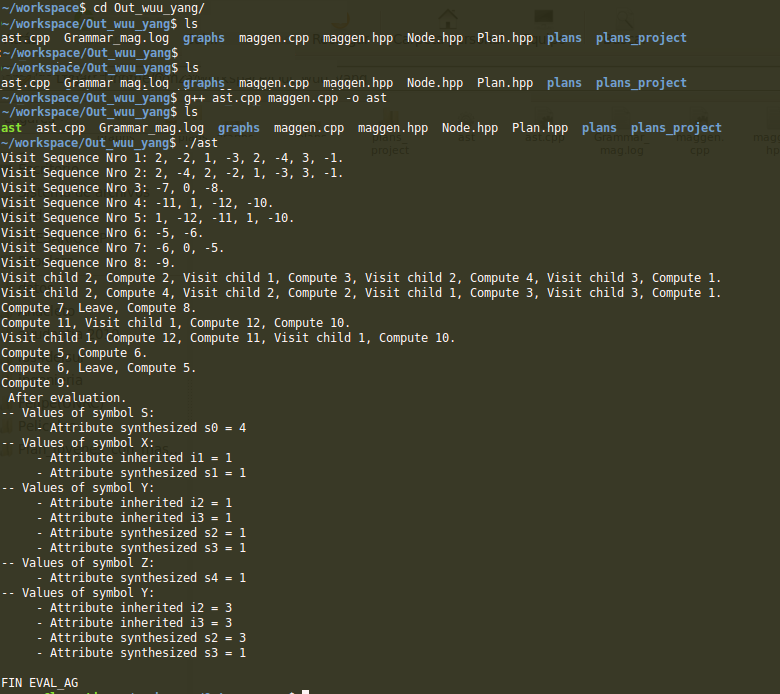 ~/workspace$ cd Out_wuu_yang/
~/workspace/Out_wuu_yang$ ls
ast.cpp  Grammar_mag.log  graphs  maggen.cpp  maggen.hpp  Node.hpp  Plan.hpp  plans  plans_project
:~/workspace/Out_wuu_yang$
~/workspace/Out_wuu_yang$ ls
ast.cpp  Grammar_mag.log  graphs  maggen.cpp  maggen.hpp  Node.hpp  Plan.hpp  plans  plans_project
~/workspace/Out_wuu_yang$ g++ ast.cpp maggen.cpp -o ast
~/workspace/Out_wuu_yang$ ls
ast  ast.cpp  Grammar_mag.log  graphs  maggen.cpp  maggen.hpp  Node.hpp  Plan.hpp  plans  plans_project
~/workspace/Out_wuu_yang$ ./ast
Visit Sequence Nro 1: 2, -2, 1, -3, 2, -4, 3, -1.
Visit Sequence Nro 2: 2, -4, 2, -2, 1, -3, 3, -1.
Visit Sequence Nro 3: -7, 0, -8.
Visit Sequence Nro 4: -11, 1, -12, -10.
Visit Sequence Nro 5: 1, -12, -11, 1, -10.
Visit Sequence Nro 6: -5, -6.
Visit Sequence Nro 7: -6, 0, -5.
Visit Sequence Nro 8: -9.
Visit child 2, Compute 2, Visit child 1, Compute 3, Visit child 2, Compute 4, Visit child 3, Compute 1.
Visit child 2, Compute 4, Visit child 2, Compute 2, Visit child 1, Compute 3, Visit child 3, Compute 1.
Compute 7, Leave, Compute 8.
Compute 11, Visit child 1, Compute 12, Compute 10.
Visit child 1, Compute 12, Compute 11, Visit child 1, Compute 10.
Compute 5, Compute 6.
Compute 6, Leave, Compute 5.
Compute 9.
After evaluation.
-- Values of symbol S:
- Attribute synthesized s0 = 4
-- Values of symbol X:
- Attribute inherited i1 = 1
- Attribute synthesized s1 = 1
-- Values of symbol Y:
- Attribute inherited i2 = 1
- Attribute inherited i3 = 1
- Attribute synthesized s2 = 1
- Attribute synthesized s3 = 1
-- Values of symbol Z:
- Attribute synthesized s4 = 1
-- Values of symbol Y:
- Attribute inherited i2 = 3
- Attribute inherited i3 = 3
- Attribute synthesized s2 = 3
- Attribute synthesized s3 = 1
FIN EVAL_AG